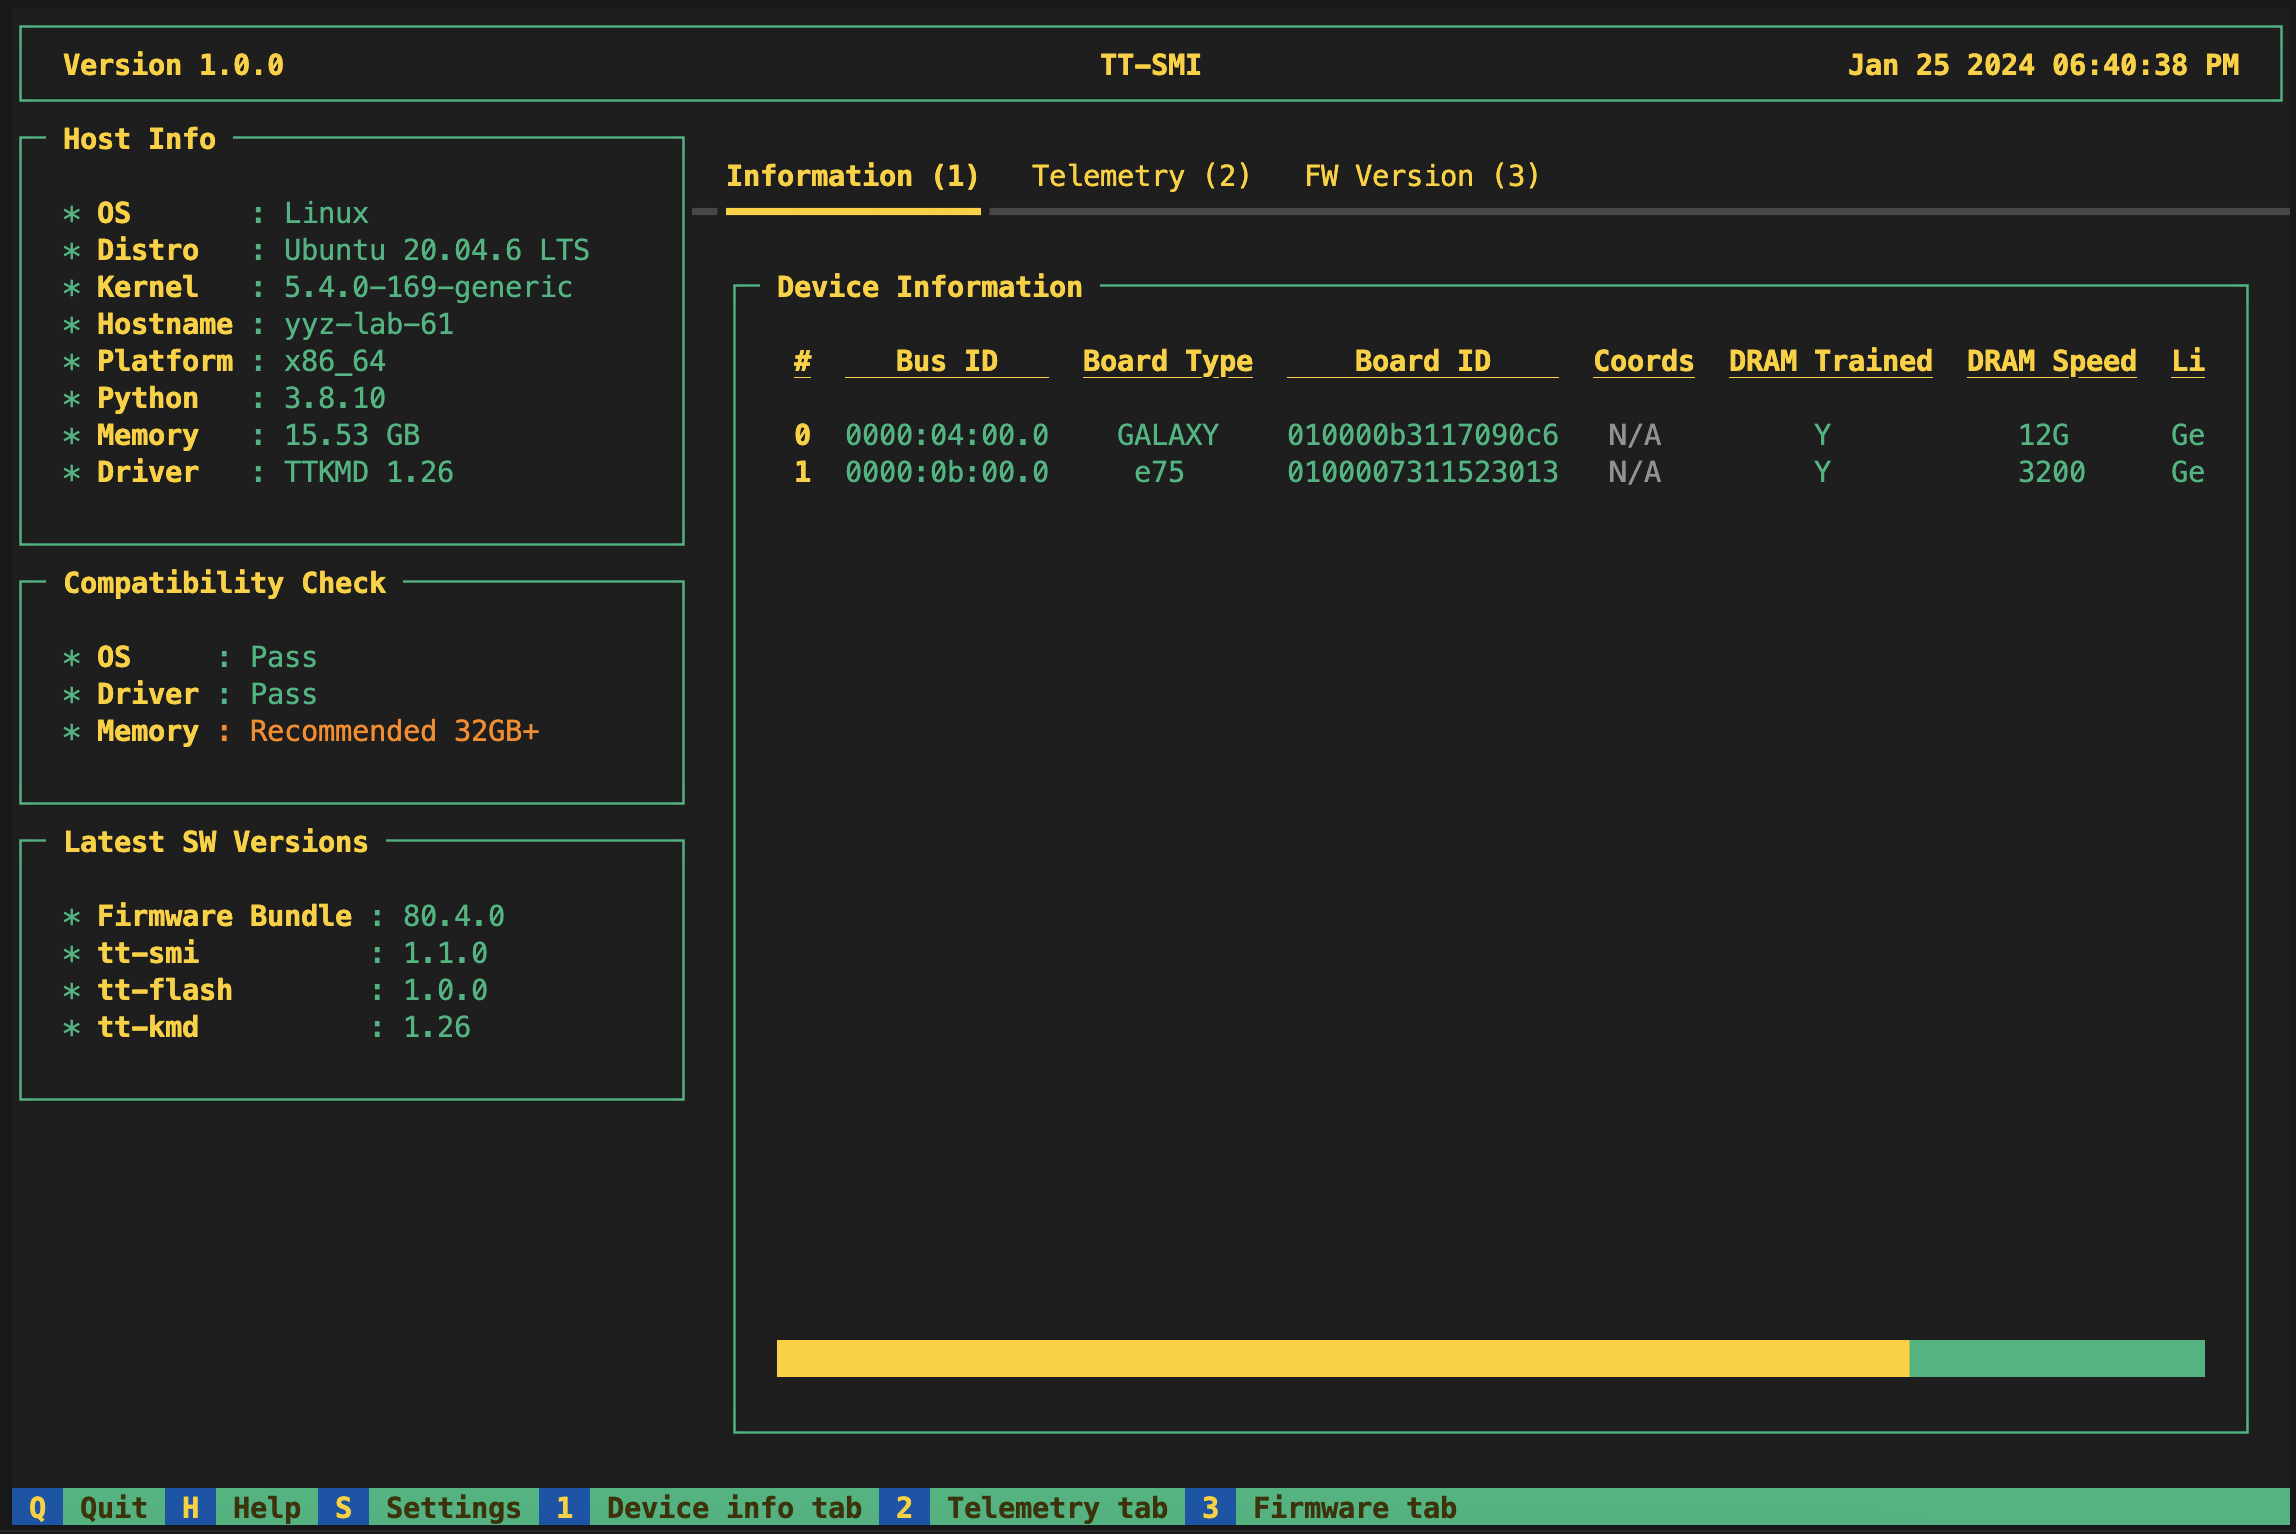 Version 1.0.0 TT-SMI Jan 25 2024 06:40:38 PM
Host Info
* OS : Linux
* Distro : Ubuntu 20.04.6 LTS
* Kernel : 5.4.0-169-generic
* Hostname : yyz-lab-61
* Platform : x86_64
* Python : 3.8.10
* Memory : 15.53 GB
* Driver : TTKMD 1.26
Compatibility Check
* OS : Pass
* Driver : Pass
* Memory : Recommended 32GB+
Latest SW Versions
* Firmware Bundle : 80.4.0
* tt-smi : 1.1.0
* tt-flash : 1.0.0
* tt-kmd : 1.26
Information (1) Telemetry (2) FW Version (3)
Device Information
# Bus ID Board Type Board ID Coords DRAM Trained DRAM Speed Li
0 0000:04:00.0 GALAXY 010000b3117090c6 N/A Y 12G Ge
1 0000:0b:00.0 e75 0100007311523013 N/A Y 3200 Ge
Q Quit H Help S Settings 1 Device info tab 2 Telemetry tab 3 Firmware tab